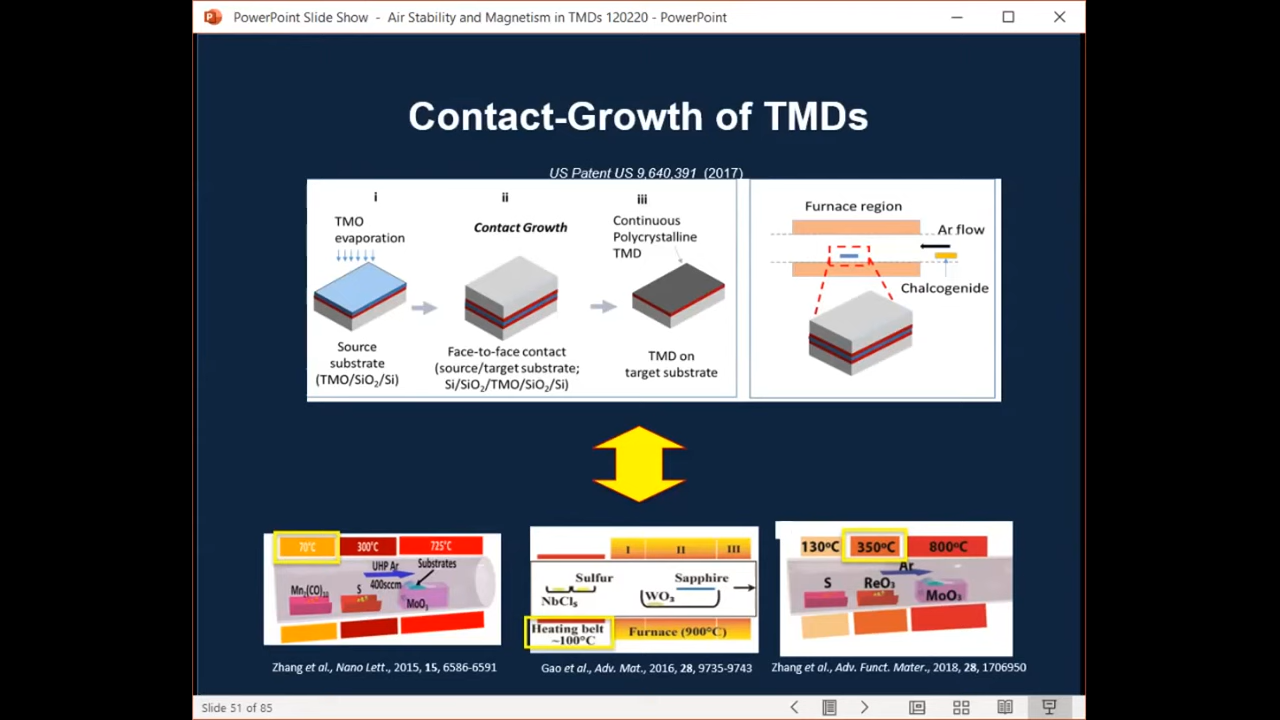 PowerPoint Slide Show - Air Stability and Magnetism in TMDs 120220 - PowerPoint
Contact-Growth of TMDs
US Patent US 9,640,391 (2017)
i
ii
iii
TMO
evaporation
Contact Growth
Continuous
Polycrystalline
TMD
Source
substrate
(TMO/SiO₂/Si)
Face-to-face contact
(source/target substrate;
Si/SiO₂/TMO/SiO₂/Si)
TMD on
target substrate
Furnace region
Ar flow
Chalcogenide
70°C
300°C
725°C
UHP Ar
400sccm
Substrates
Mn₂(CO)₁₀
S
MoO₃
Zhang et al., Nano Lett., 2015, 15, 6586-6591
I
II
III
Sulfur
NbCl₅
Sapphire
WO₃
Heating belt
~100°C
Furnace (900°C)
Gao et al., Adv. Mat., 2016, 28, 9735-9743
130°C
350°C
800°C
Ar
S
ReO₃
MoO₃
Zhang et al., Adv. Funct. Mater., 2018, 28, 1706950
Slide 51 of 85